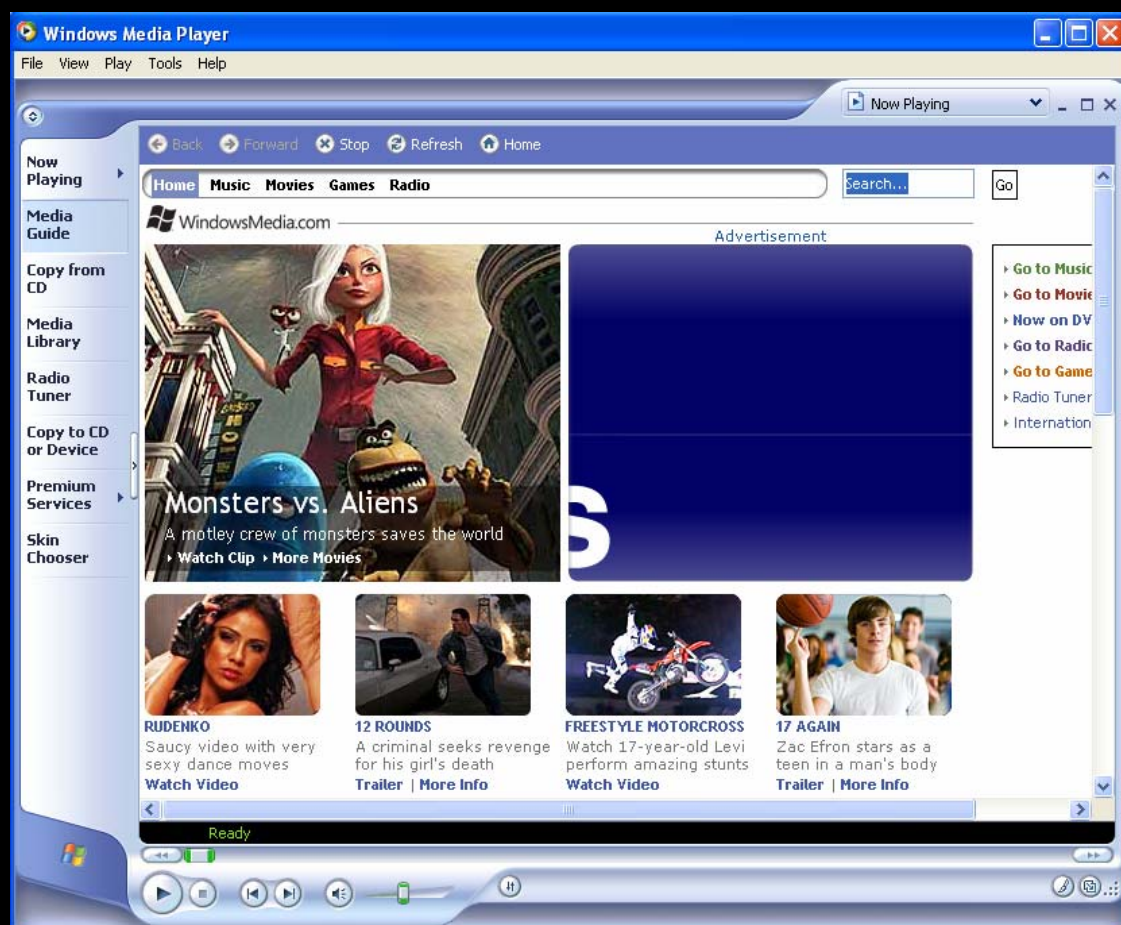 Windows Media Player
File View Play Tools Help
Now Playing
Back Forward Stop Refresh Home
Now
Playing
Media
Guide
Copy from
CD
Media
Library
Radio
Tuner
Copy to CD
or Device
Premium
Services
Skin
Chooser
Home Music Movies Games Radio
Search...
Go
WindowsMedia.com
Advertisement
Monsters vs. Aliens
A motley crew of monsters saves the world
Watch Clip More Movies
s
Go to Music
Go to Movie
Now on DV
Go to Radio
Go to Game
Radio Tuner
Internation
RUDENKO
Saucy video with very
sexy dance moves
Watch Video
12 ROUNDS
A criminal seeks revenge
for his girl's death
Trailer | More Info
FREESTYLE MOTORCROSS
Watch 17-year-old Levi
perform amazing stunts
Watch Video
17 AGAIN
Zac Efron stars as a
teen in a man's body
Trailer | More Info
Ready